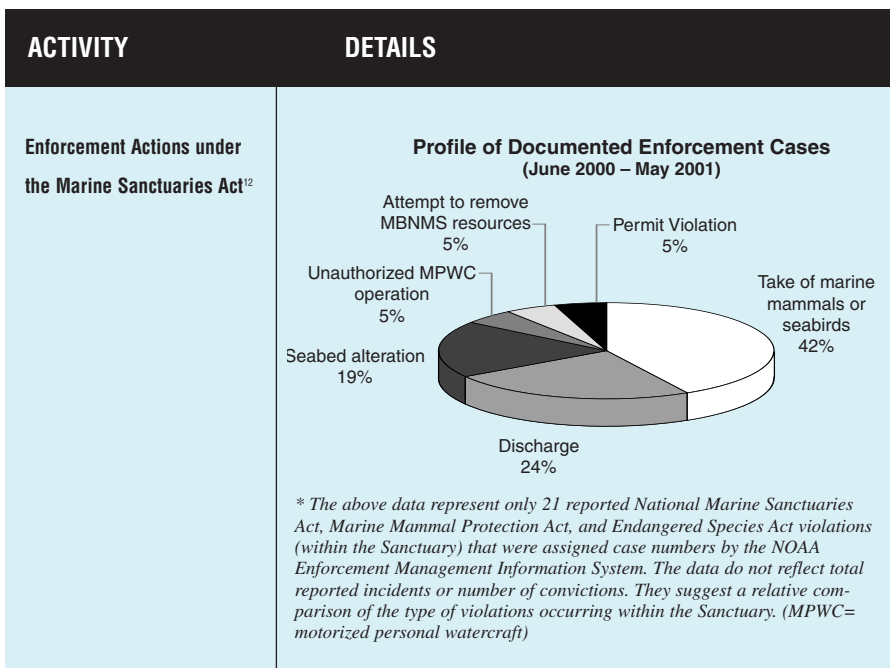 ACTIVITY
DETAILS
Enforcement Actions under
the Marine Sanctuaries Act12
Profile of Documented Enforcement Cases
(June 2000 – May 2001)
Attempt to remove
MBNMS resources
5%
Permit Violation
5%
Unauthorized MPWC
operation
5%
Take of marine
mammals or
seabirds
42%
Seabed alteration
19%
Discharge
24%
* The above data represent only 21 reported National Marine Sanctuaries
Act, Marine Mammal Protection Act, and Endangered Species Act violations
(within the Sanctuary) that were assigned case numbers by the NOAA
Enforcement Management Information System. The data do not reflect total
reported incidents or number of convictions. They suggest a relative com-
parison of the type of violations occurring within the Sanctuary. (MPWC=
motorized personal watercraft)